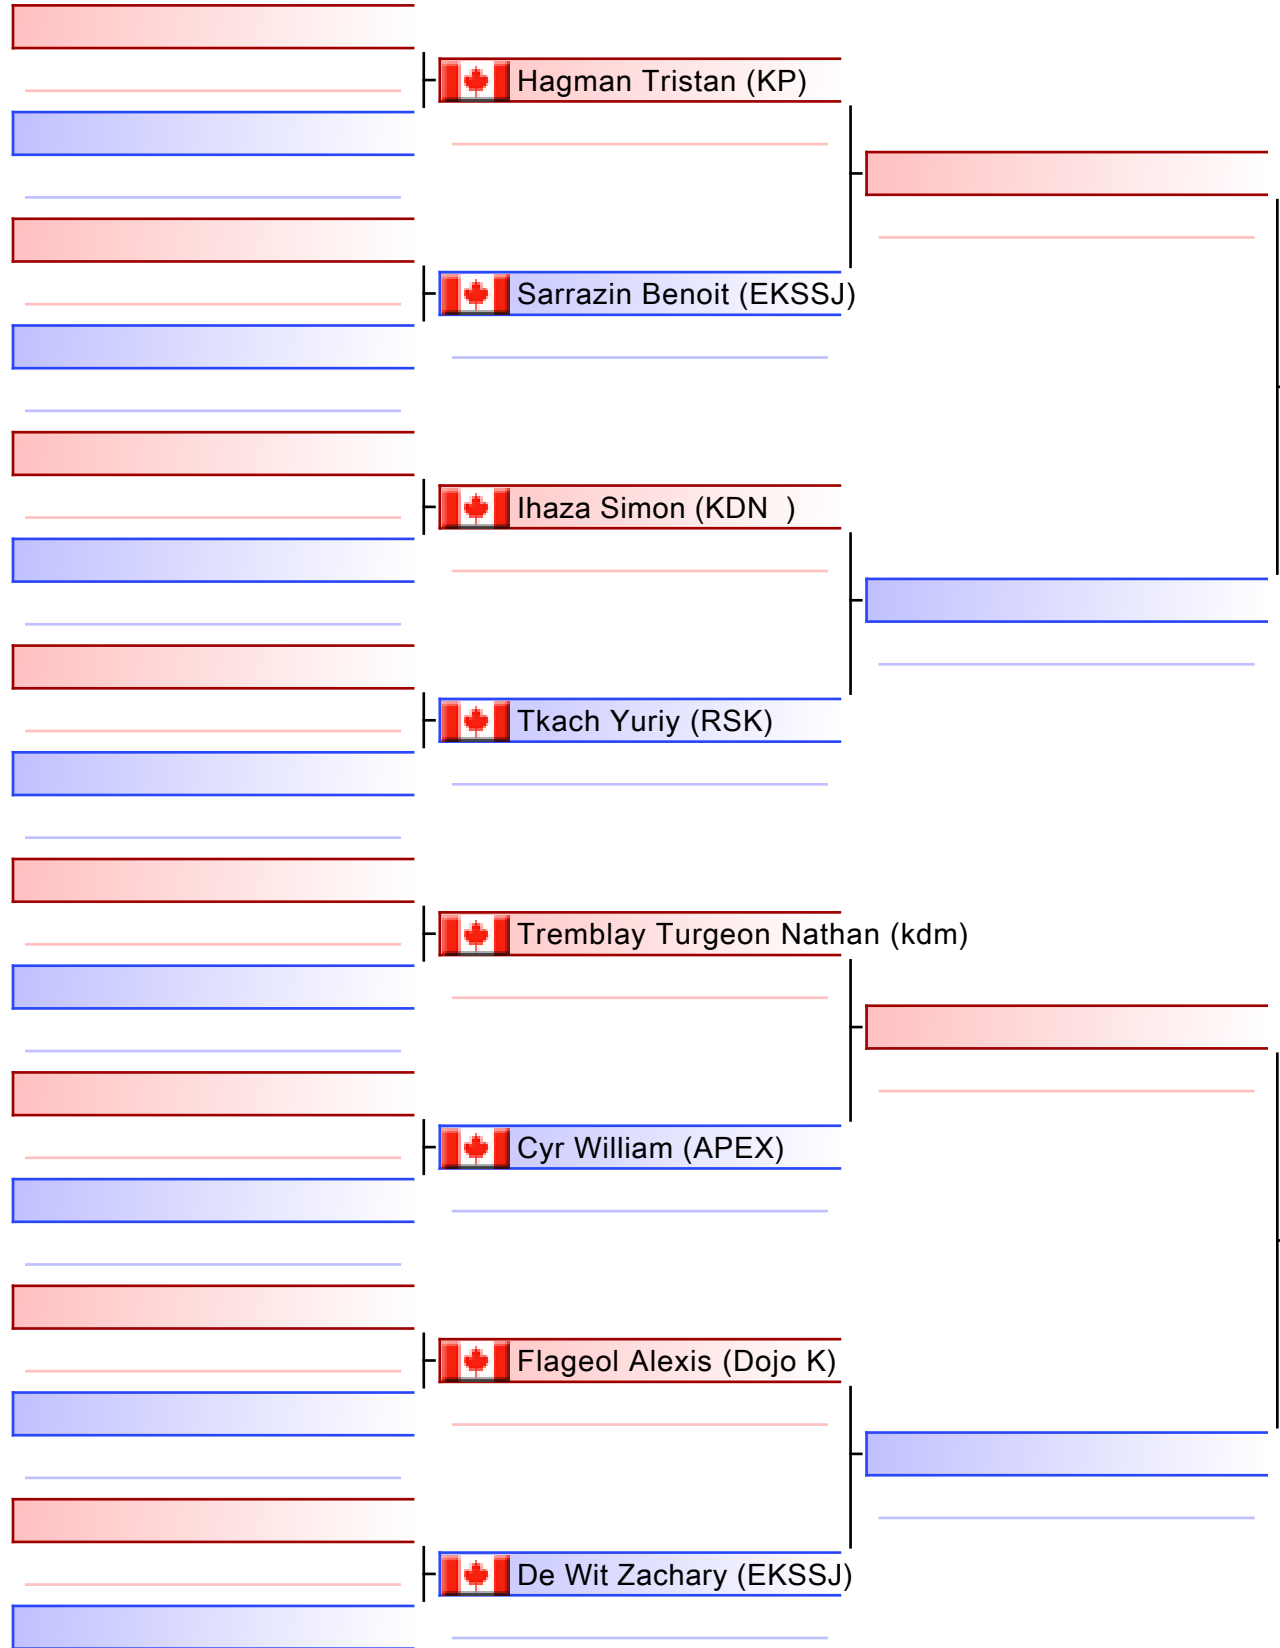 Hagman Tristan (KP)
Sarrazin Benoit (EKSSJ)
Ihaza Simon (KDN  )
Tkach Yuriy (RSK)
Tremblay Turgeon Nathan (kdm)
Cyr William (APEX)
Flageol Alexis (Dojo K)
De Wit Zachary (EKSSJ)